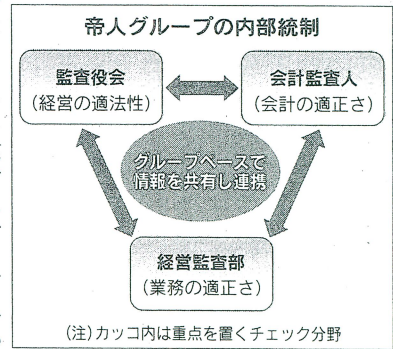 帝人グループの内部統制
監査役会
(経営の適法性)
会計監査人
(会計の適正さ)
グループベースで
情報を共有し連携
経営監査部
(業務の適正さ)
(注)カッコ内は重点を置くチェック分野